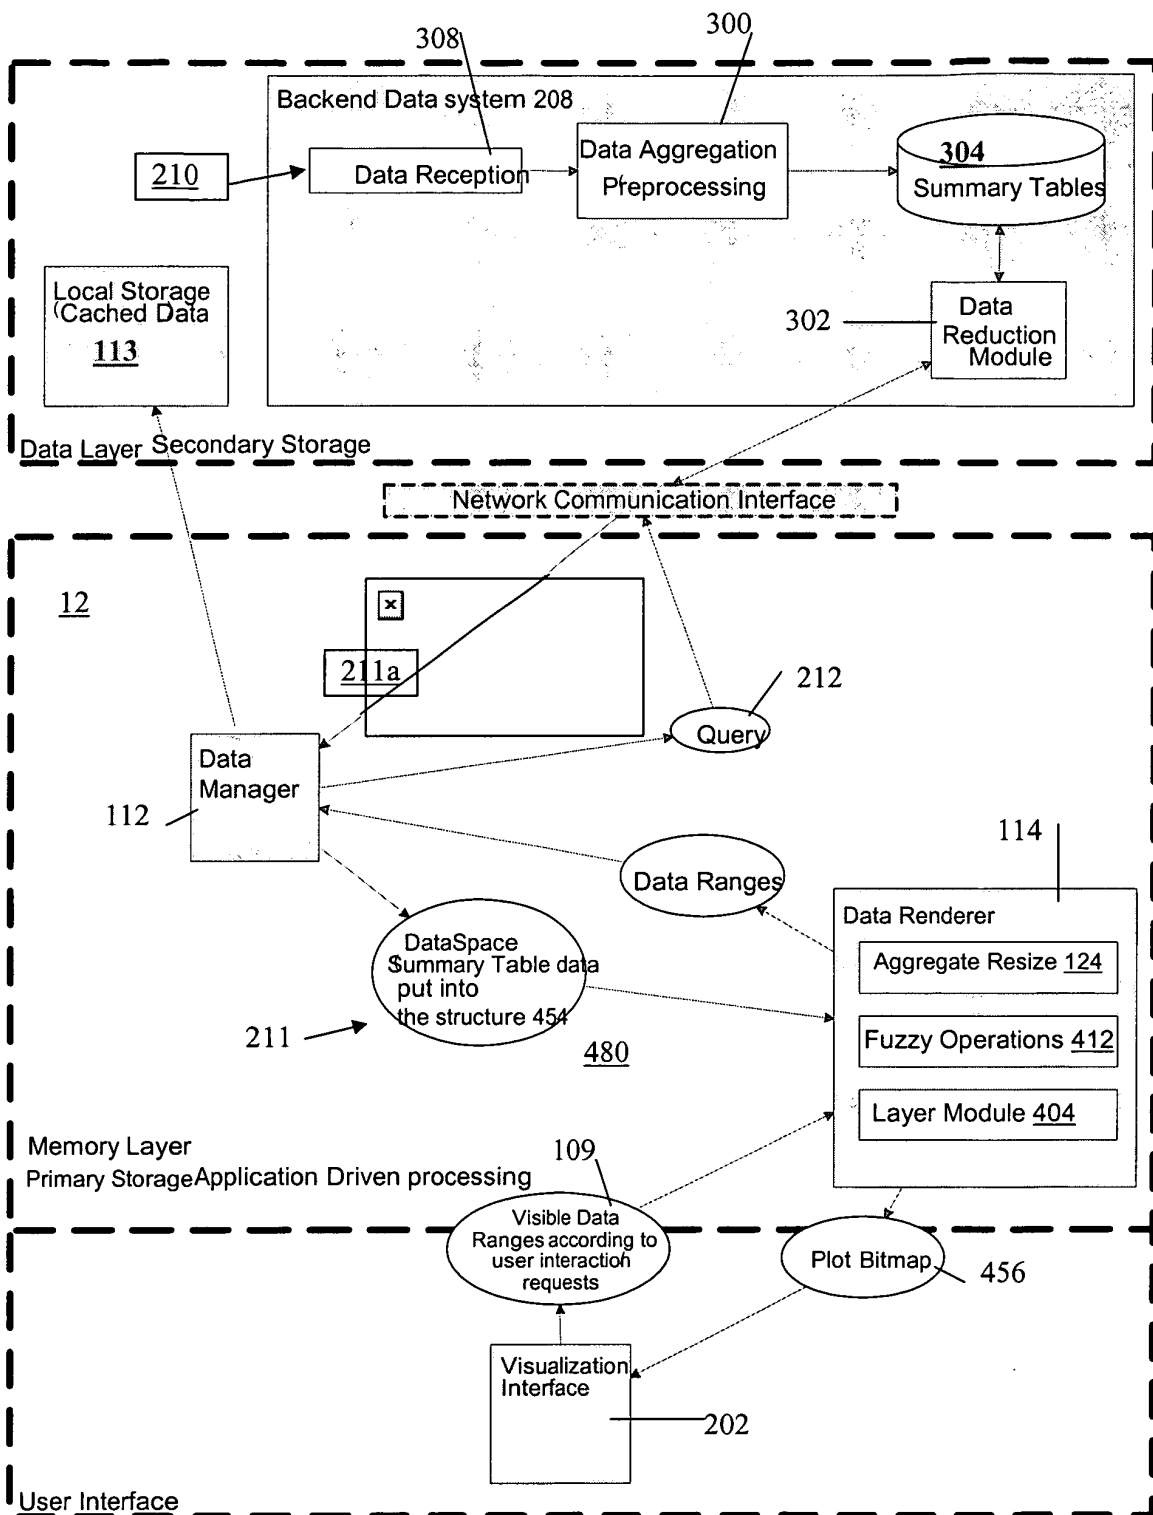 308
300
Backend Data system 208
210
Data Reception
Data Aggregation
Preprocessing
304
Summary Tables
Local Storage
(Cached Data
113
302
Data
Reduction
Module
Data Layer Secondary Storage
Network Communication Interface
12
x
211a
212
Query
Data
Manager
112
114
Data Ranges
Data Renderer
Aggregate Resize 124
DataSpace
Summary Table data
put into
the structure 454
Fuzzy Operations 412
211
480
Layer Module 404
Memory Layer
Primary Storage Application Driven processing
109
Visible Data
Ranges according to
user interaction
requests
Plot Bitmap
456
Visualization
Interface
202
User Interface